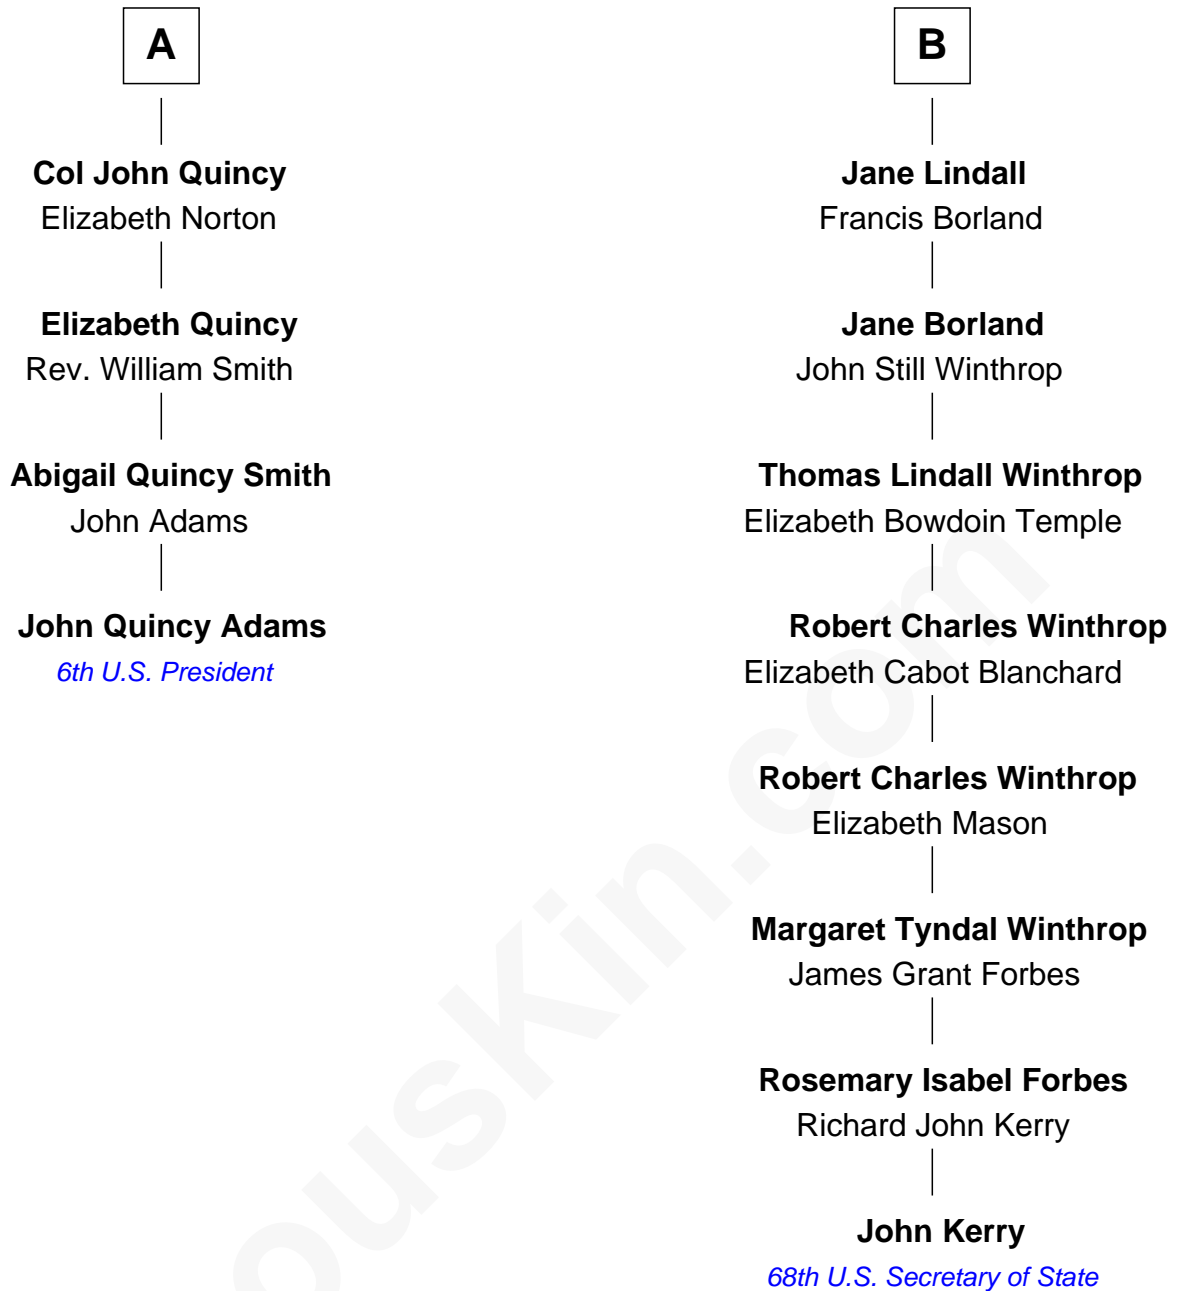 A
Col John Quincy
Elizabeth Norton
Elizabeth Quincy
Rev. William Smith
Abigail Quincy Smith
John Adams
John Quincy Adams
6th U.S. President
B
Jane Lindall
Francis Borland
Jane Borland
John Still Winthrop
Thomas Lindall Winthrop
Elizabeth Bowdoin Temple
Robert Charles Winthrop
Elizabeth Cabot Blanchard
Robert Charles Winthrop
Elizabeth Mason
Margaret Tyndal Winthrop
James Grant Forbes
Rosemary Isabel Forbes
Richard John Kerry
John Kerry
68th U.S. Secretary of State
ousKin.com